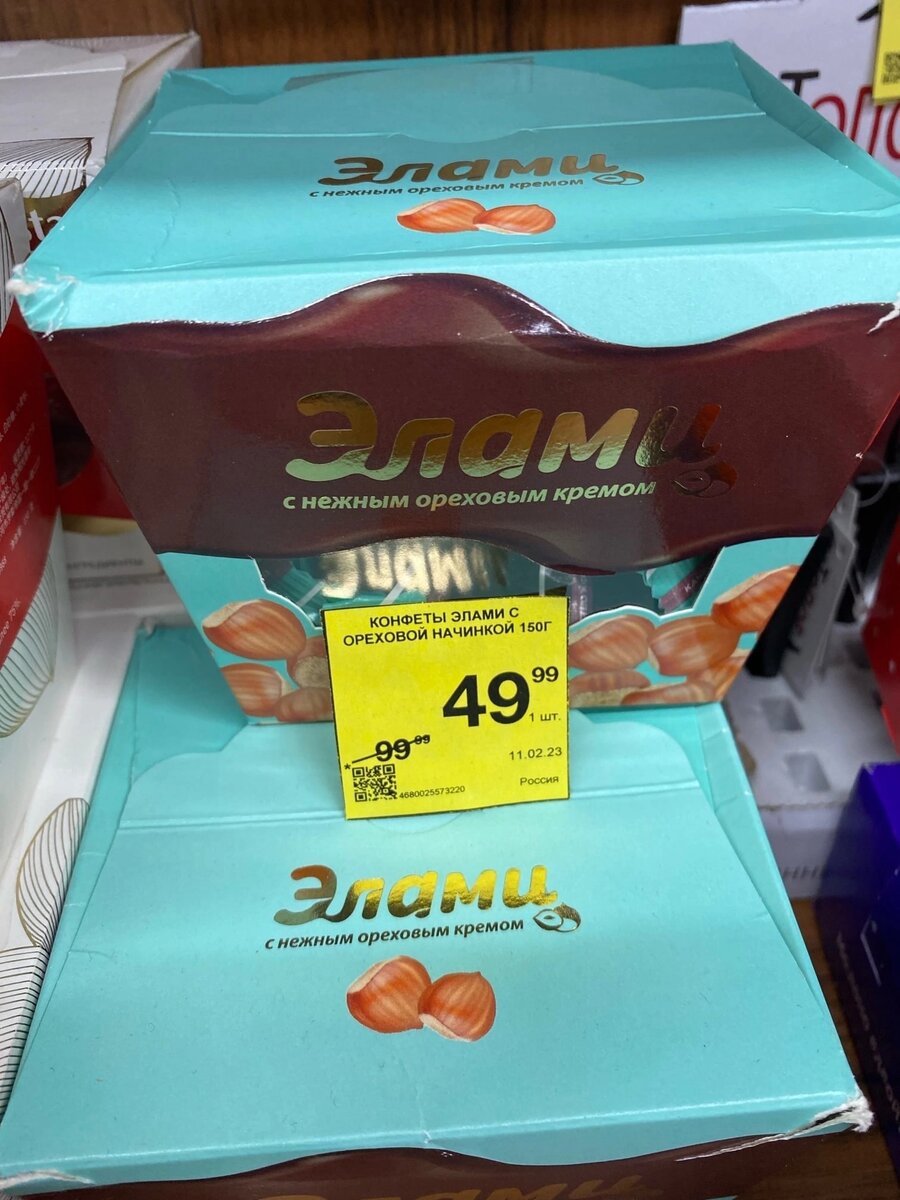 Элами
с нежным ореховым кремом
Элами
с нежным ореховым кремом
КОНФЕТЫ ЭЛАМИ С
ОРЕХОВОЙ НАЧИНКОЙ 150Г
49 99
1 шт.
99 99
11.02.23
*
Россия
4680025573220
Элами
с нежным ореховым кремом